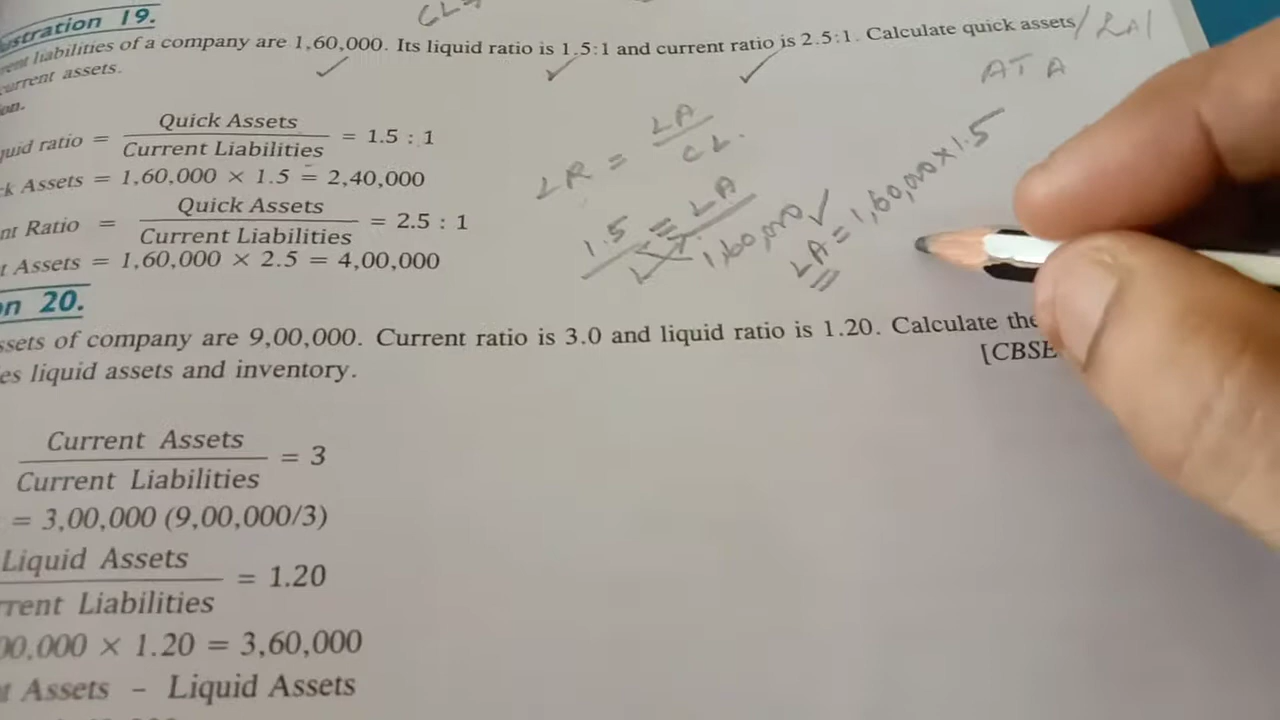 ustration 19.
CL
rent liabilities of a company are 1,60,000. Its liquid ratio is 1.5:1 and current ratio is 2.5:1. Calculate quick assets / LA/
urrent assets.
ATA
on.
quid ratio = Quick Assets / Current Liabilities = 1.5 : 1
k Assets = 1,60,000 × 1.5 = 2,40,000
nt Ratio = Quick Assets / Current Liabilities = 2.5 : 1
t Assets = 1,60,000 × 2.5 = 4,00,000
LR = LA / CL.
1.5 / 1 = LA / 1,60,000 ✓
LA = 1,60,000 × 1.5
on 20.
ssets of company are 9,00,000. Current ratio is 3.0 and liquid ratio is 1.20. Calculate the
es liquid assets and inventory.
[CBSE
Current Assets / Current Liabilities = 3
= 3,00,000 (9,00,000/3)
Liquid Assets / rrent Liabilities = 1.20
00,000 × 1.20 = 3,60,000
t Assets – Liquid Assets